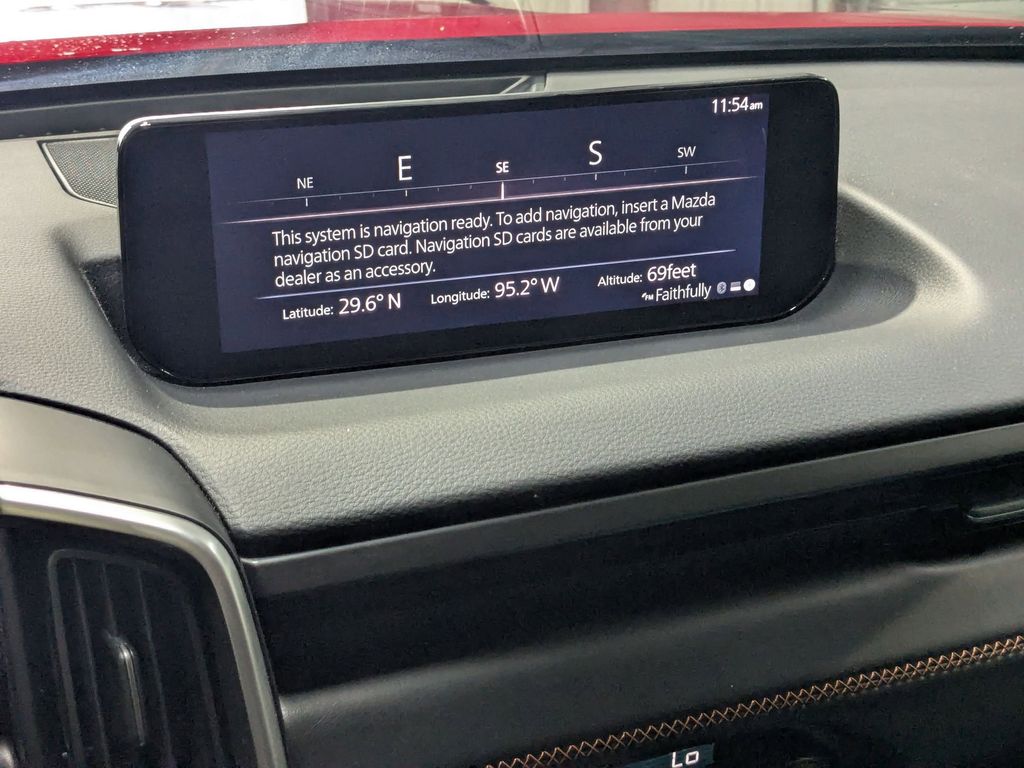 11:54am
NE E SE S SW
This system is navigation ready. To add navigation, insert a Mazda
navigation SD card. Navigation SD cards are available from your
dealer as an accessory.
Latitude: 29.6° N Longitude: 95.2° W Altitude: 69feet
FM Faithfully
Lo